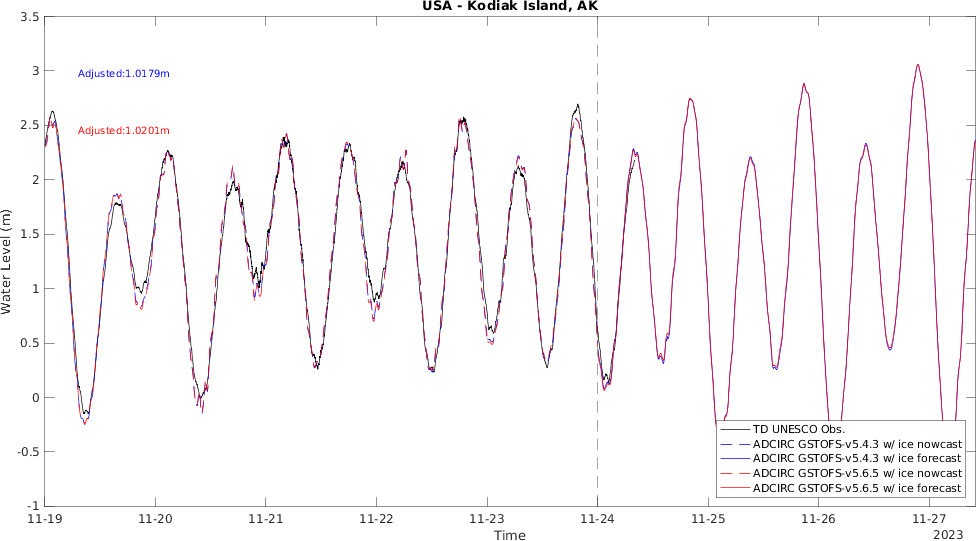 USA - Kodiak Island, AK
3.5
3
2.5
2
1.5
1
0.5
0
-0.5
-1
Water Level (m)
Adjusted:1.0179m
Adjusted:1.0201m
TD UNESCO Obs.
ADCIRC GSTOFS-v5.4.3 w/ ice nowcast
ADCIRC GSTOFS-v5.4.3 w/ ice forecast
ADCIRC GSTOFS-v5.6.5 w/ ice nowcast
ADCIRC GSTOFS-v5.6.5 w/ ice forecast
11-19 11-20 11-21 11-22 11-23 11-24 11-25 11-26 11-27
Time
2023